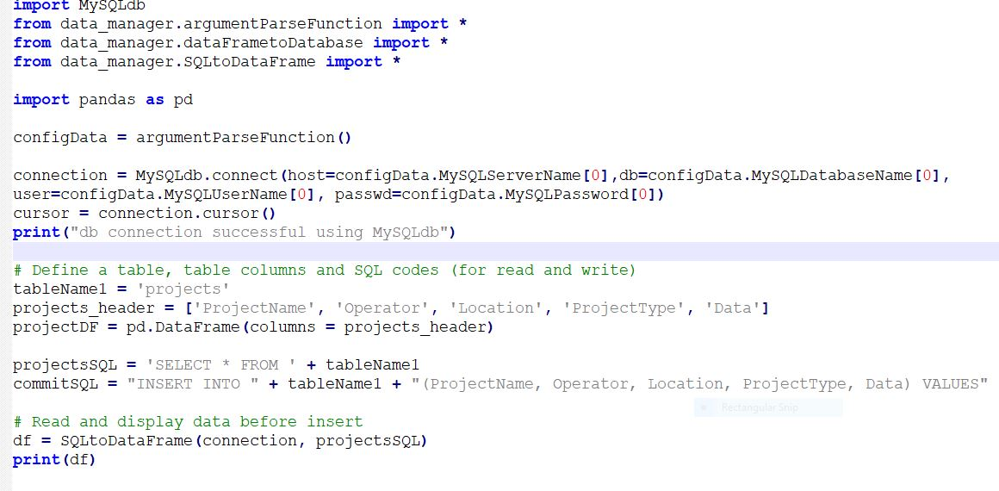 import MySQLdb
from data_manager.argumentParseFunction import *
from data_manager.dataFrametoDatabase import *
from data_manager.SQLtoDataFrame import *
import pandas as pd
configData = argumentParseFunction()
connection = MySQLdb.connect(host=configData.MySQLServerName[0],db=configData.MySQLDatabaseName[0],
user=configData.MySQLUserName[0], passwd=configData.MySQLPassword[0])
cursor = connection.cursor()
print("db connection successful using MySQLdb")
# Define a table, table columns and SQL codes (for read and write)
tableName1 = 'projects'
projects_header = ['ProjectName', 'Operator', 'Location', 'ProjectType', 'Data']
projectDF = pd.DataFrame(columns = projects_header)
projectsSQL = 'SELECT * FROM ' + tableName1
commitSQL = "INSERT INTO " + tableName1 + "(ProjectName, Operator, Location, ProjectType, Data) VALUES"
Rectangular Snip
# Read and display data before insert
df = SQLtoDataFrame(connection, projectsSQL)
print(df)